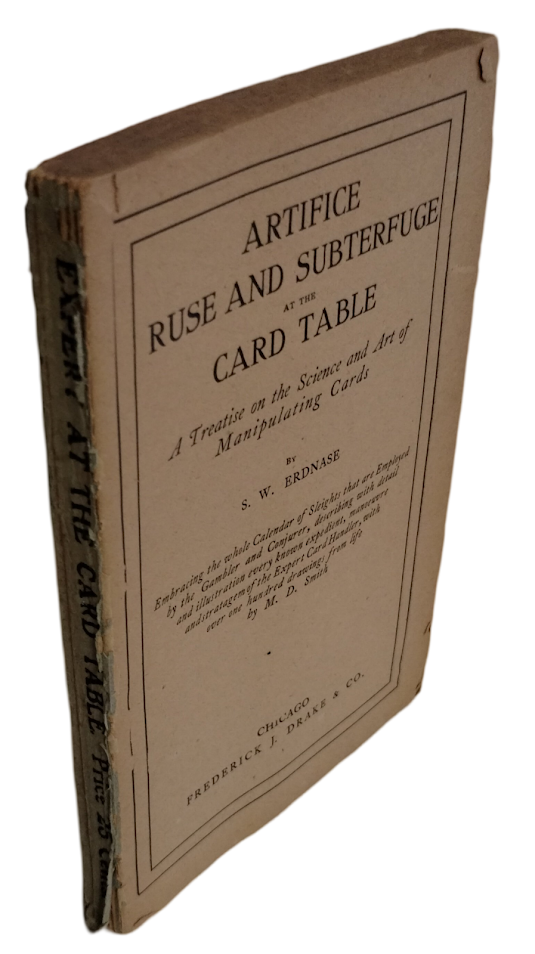 ARTIFICE
RUSE AND SUBTERFUGE
AT THE
CARD TABLE
A Treatise on the Science and Art of
Manipulating Cards
BY
S. W. ERDNASE
Embracing the whole Calendar of Sleights that are Employed
by the Gambler and Conjurer, describing with detail
and illustration every known expedient, manoeuvre
and stratagem of the Expert Card Handler, with
over one hundred drawings from life
by M. D. Smith
CHICAGO
FREDERICK J. DRAKE & CO.
EXPERT AT THE CARD TABLE. Price 25